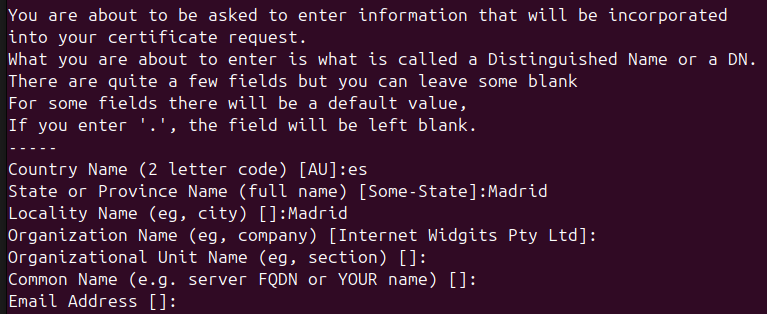 You are about to be asked to enter information that will be incorporated
into your certificate request.
What you are about to enter is what is called a Distinguished Name or a DN.
There are quite a few fields but you can leave some blank
For some fields there will be a default value,
If you enter '.', the field will be left blank.
-----
Country Name (2 letter code) [AU]:es
State or Province Name (full name) [Some-State]:Madrid
Locality Name (eg, city) []:Madrid
Organization Name (eg, company) [Internet Widgits Pty Ltd]:
Organizational Unit Name (eg, section) []:
Common Name (e.g. server FQDN or YOUR name) []:
Email Address []: